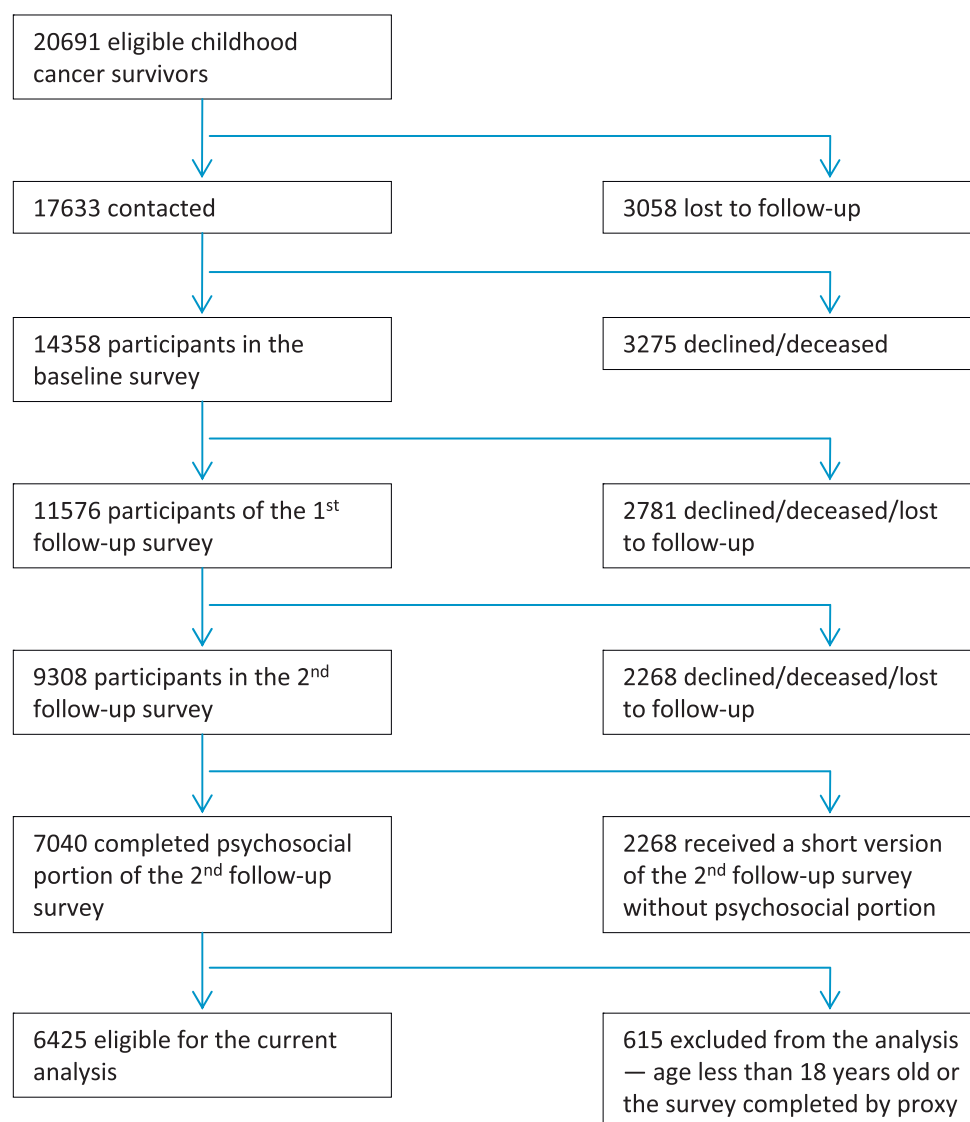 20691 eligible childhood
cancer survivors
17633 contacted
3058 lost to follow-up
14358 participants in the
baseline survey
3275 declined/deceased
11576 participants of the 1st
follow-up survey
2781 declined/deceased/lost
to follow-up
9308 participants in the 2nd
follow-up survey
2268 declined/deceased/lost
to follow-up
7040 completed psychosocial
portion of the 2nd follow-up
survey
2268 received a short version
of the 2nd follow-up survey
without psychosocial portion
6425 eligible for the current
analysis
615 excluded from the analysis
— age less than 18 years old or
the survey completed by proxy